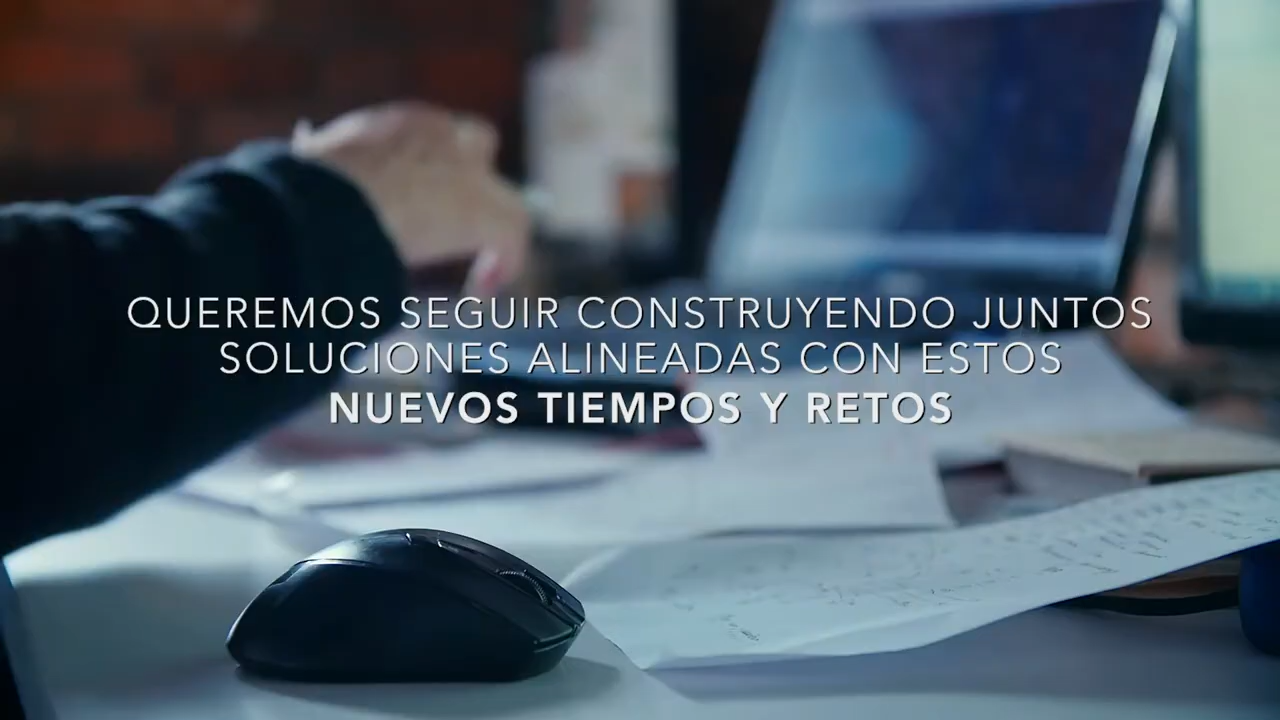 QUEREMOS SEGUIR CONSTRUYENDO JUNTOS
SOLUCIONES ALINEADAS CON ESTOS
NUEVOS TIEMPOS Y RETOS